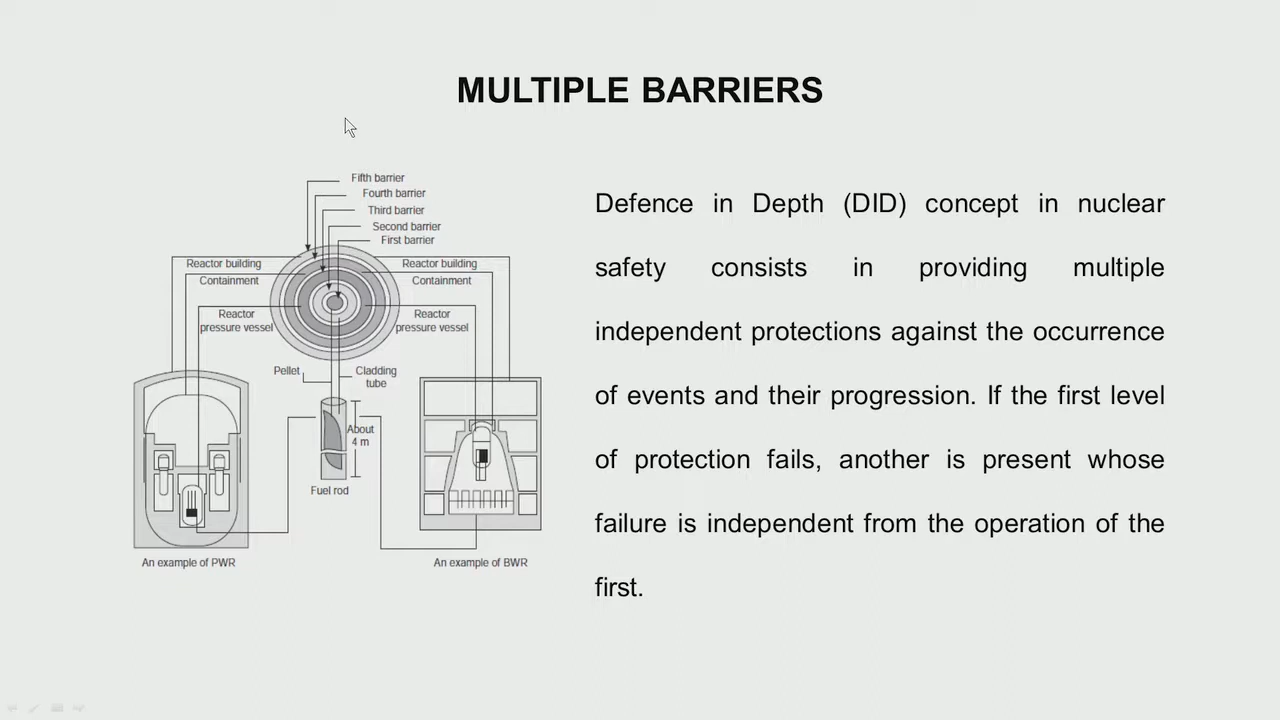 MULTIPLE BARRIERS
Fifth barrier
Fourth barrier
Third barrier
Second barrier
First barrier
Reactor building
Containment
Reactor
pressure vessel
Reactor building
Containment
Reactor
pressure vessel
Pellet
Cladding
tube
About
4 m
Fuel rod
An example of PWR
An example of BWR
Defence in Depth (DID) concept in nuclear
safety consists in providing multiple
independent protections against the occurrence
of events and their progression. If the first level
of protection fails, another is present whose
failure is independent from the operation of the
first.